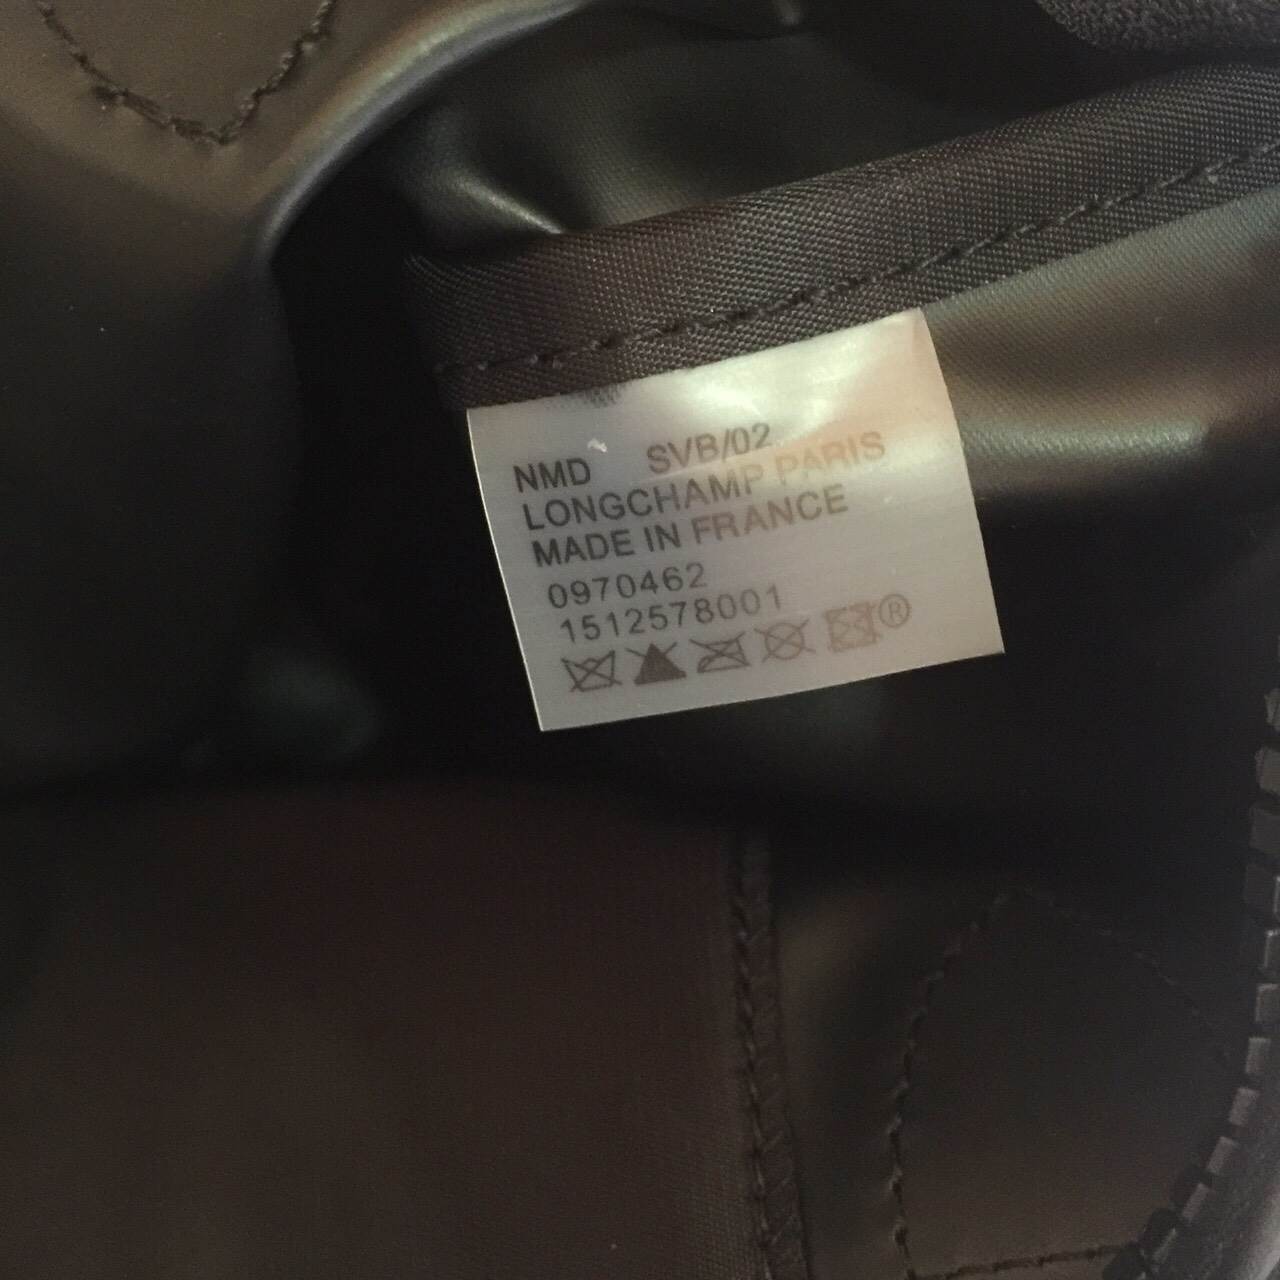 NMD SVB/02
LONGCHAMP PARIS
MADE IN FRANCE
0970462
1512578001
®